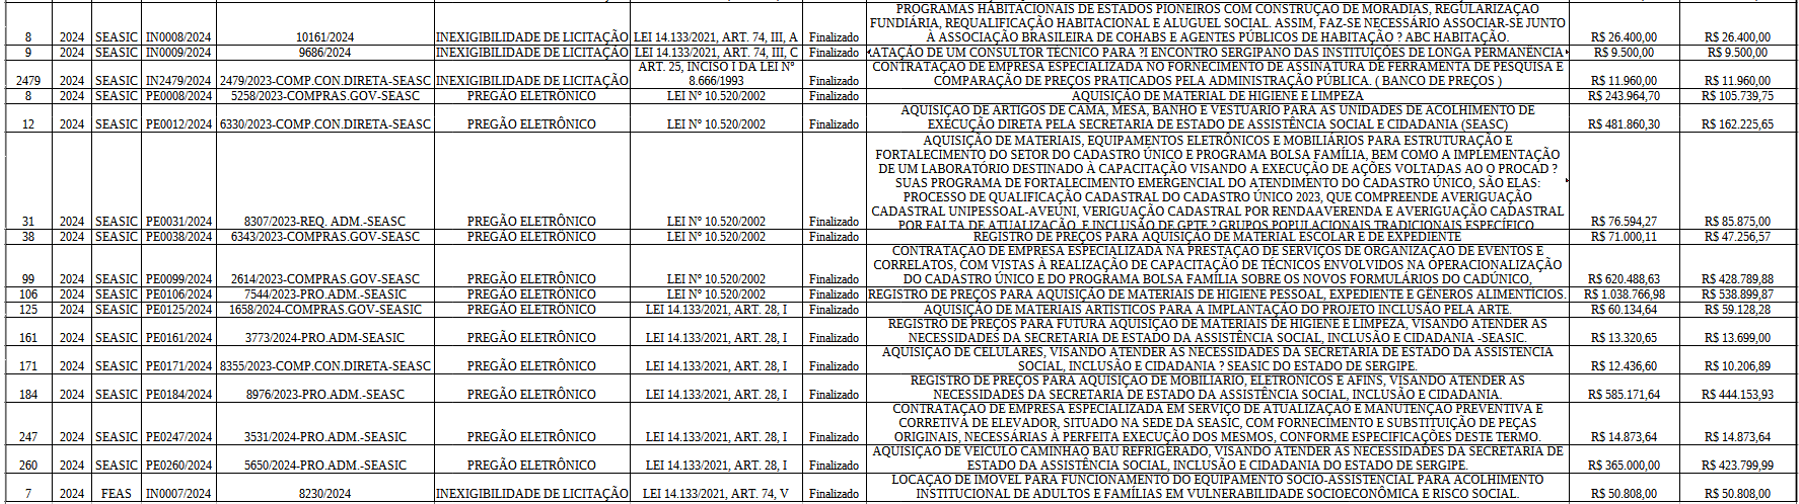 PROGRAMAS HABITACIONAIS DE ESTADOS PIONEIROS COM CONSTRUÇÃO DE MORADIAS, REGULARIZAÇÃO
FUNDIÁRIA, REQUALIFICAÇÃO HABITACIONAL E ALUGUEL SOCIAL. ASSIM, FAZ-SE NECESSÁRIO ASSOCIAR-SE JUNTO
8 2024 SEASIC IN0008/2024 10161/2024 INEXIGIBILIDADE DE LICITAÇÃO LEI 14.133/2021, ART. 74, III, A Finalizado À ASSOCIAÇÃO BRASILEIRA DE COHABS E AGENTES PÚBLICOS DE HABITAÇÃO ? ABC HABITAÇÃO. R$ 26.400,00 R$ 26.400,00
9 2024 SEASIC IN0009/2024 9686/2024 INEXIGIBILIDADE DE LICITAÇÃO LEI 14.133/2021, ART. 74, III, C Finalizado ATAÇÃO DE UM CONSULTOR TÉCNICO PARA ?I ENCONTRO SERGIPANO DAS INSTITUIÇÕES DE LONGA PERMANÊNCIA R$ 9.500,00 R$ 9.500,00
ART. 25, INCISO I DA LEI Nº CONTRATAÇÃO DE EMPRESA ESPECIALIZADA NO FORNECIMENTO DE ASSINATURA DE FERRAMENTA DE PESQUISA E
2479 2024 SEASIC IN2479/2024 2479/2023-COMP.CON.DIRETA-SEASC INEXIGIBILIDADE DE LICITAÇÃO 8.666/1993 Finalizado COMPARAÇÃO DE PREÇOS PRATICADOS PELA ADMINISTRAÇÃO PÚBLICA. ( BANCO DE PREÇOS ) R$ 11.960,00 R$ 11.960,00
8 2024 SEASIC PE0008/2024 5258/2023-COMPRAS.GOV-SEASC PREGÃO ELETRÔNICO LEI Nº 10.520/2002 Finalizado AQUISIÇÃO DE MATERIAL DE HIGIENE E LIMPEZA R$ 243.964,70 R$ 105.739,75
AQUISIÇÃO DE ARTIGOS DE CAMA, MESA, BANHO E VESTUÁRIO PARA AS UNIDADES DE ACOLHIMENTO DE
12 2024 SEASIC PE0012/2024 6330/2023-COMP.CON.DIRETA-SEASC PREGÃO ELETRÔNICO LEI Nº 10.520/2002 Finalizado EXECUÇÃO DIRETA PELA SECRETARIA DE ESTADO DE ASSISTÊNCIA SOCIAL E CIDADANIA (SEASC) R$ 481.860,30 R$ 162.225,65
AQUISIÇÃO DE MATERIAIS, EQUIPAMENTOS ELETRÔNICOS E MOBILIÁRIOS PARA ESTRUTURAÇÃO E
FORTALECIMENTO DO SETOR DO CADASTRO ÚNICO E PROGRAMA BOLSA FAMÍLIA, BEM COMO A IMPLEMENTAÇÃO
DE UM LABORATÓRIO DESTINADO À CAPACITAÇÃO VISANDO A EXECUÇÃO DE AÇÕES VOLTADAS AO O PROCAD ?
SUAS PROGRAMA DE FORTALECIMENTO EMERGENCIAL DO ATENDIMENTO DO CADASTRO ÚNICO, SÃO ELAS:
PROCESSO DE QUALIFICAÇÃO CADASTRAL DO CADASTRO ÚNICO 2023, QUE COMPREENDE AVERIGUAÇÃO
CADASTRAL UNIPESSOAL-AVEUNI, VERIGUAÇÃO CADASTRAL POR RENDAAVERENDA E AVERIGUAÇÃO CADASTRAL
31 2024 SEASIC PE0031/2024 8307/2023-REQ. ADM.-SEASC PREGÃO ELETRÔNICO LEI Nº 10.520/2002 Finalizado POR FALTA DE ATUALIZAÇÃO, E INCLUSÃO DE GPTE ? GRUPOS POPULACIONAIS TRADICIONAIS ESPECÍFICO R$ 76.594,27 R$ 85.875,00
38 2024 SEASIC PE0038/2024 6343/2023-COMPRAS.GOV-SEASC PREGÃO ELETRÔNICO LEI Nº 10.520/2002 Finalizado REGISTRO DE PREÇOS PARA AQUISIÇÃO DE MATERIAL ESCOLAR E DE EXPEDIENTE R$ 71.000,11 R$ 47.256,57
CONTRATAÇÃO DE EMPRESA ESPECIALIZADA NA PRESTAÇÃO DE SERVIÇOS DE ORGANIZAÇÃO DE EVENTOS E
CORRELATOS, COM VISTAS À REALIZAÇÃO DE CAPACITAÇÃO DE TÉCNICOS ENVOLVIDOS NA OPERACIONALIZAÇÃO
99 2024 SEASIC PE0099/2024 2614/2023-COMPRAS.GOV-SEASC PREGÃO ELETRÔNICO LEI Nº 10.520/2002 Finalizado DO CADASTRO ÚNICO E DO PROGRAMA BOLSA FAMÍLIA SOBRE OS NOVOS FORMULÁRIOS DO CADÚNICO, R$ 620.488,63 R$ 428.789,88
106 2024 SEASIC PE0106/2024 7544/2023-PRO.ADM.-SEASIC PREGÃO ELETRÔNICO LEI Nº 10.520/2002 Finalizado REGISTRO DE PREÇOS PARA AQUISIÇÃO DE MATERIAIS DE HIGIENE PESSOAL, EXPEDIENTE E GÊNEROS ALIMENTÍCIOS. R$ 1.038.766,98 R$ 538.899,87
125 2024 SEASIC PE0125/2024 1658/2024-COMPRAS.GOV-SEASIC PREGÃO ELETRÔNICO LEI 14.133/2021, ART. 28, I Finalizado AQUISIÇÃO DE MATERIAIS ARTÍSTICOS PARA A IMPLANTAÇÃO DO PROJETO INCLUSÃO PELA ARTE. R$ 60.134,64 R$ 59.128,28
REGISTRO DE PREÇOS PARA FUTURA AQUISIÇÃO DE MATERIAIS DE HIGIENE E LIMPEZA, VISANDO ATENDER AS
161 2024 SEASIC PE0161/2024 3773/2024-PRO.ADM-SEASIC PREGÃO ELETRÔNICO LEI 14.133/2021, ART. 28, I Finalizado NECESSIDADES DA SECRETARIA DE ESTADO DA ASSISTÊNCIA SOCIAL, INCLUSÃO E CIDADANIA -SEASIC. R$ 13.320,65 R$ 13.699,00
AQUISIÇÃO DE CELULARES, VISANDO ATENDER AS NECESSIDADES DA SECRETARIA DE ESTADO DA ASSISTÊNCIA
171 2024 SEASIC PE0171/2024 8355/2023-COMP.CON.DIRETA-SEASC PREGÃO ELETRÔNICO LEI 14.133/2021, ART. 28, I Finalizado SOCIAL, INCLUSÃO E CIDADANIA ? SEASIC DO ESTADO DE SERGIPE. R$ 12.436,60 R$ 10.206,89
REGISTRO DE PREÇOS PARA AQUISIÇÃO DE MOBILIÁRIO, ELETRÔNICOS E AFINS, VISANDO ATENDER AS
184 2024 SEASIC PE0184/2024 8976/2023-PRO.ADM.-SEASC PREGÃO ELETRÔNICO LEI 14.133/2021, ART. 28, I Finalizado NECESSIDADES DA SECRETARIA DE ESTADO DA ASSISTÊNCIA SOCIAL, INCLUSÃO E CIDADANIA. R$ 585.171,64 R$ 444.153,93
CONTRATAÇÃO DE EMPRESA ESPECIALIZADA EM SERVIÇO DE ATUALIZAÇÃO E MANUTENÇÃO PREVENTIVA E
CORRETIVA DE ELEVADOR, SITUADO NA SEDE DA SEASIC, COM FORNECIMENTO E SUBSTITUIÇÃO DE PEÇAS
247 2024 SEASIC PE0247/2024 3531/2024-PRO.ADM.-SEASIC PREGÃO ELETRÔNICO LEI 14.133/2021, ART. 28, I Finalizado ORIGINAIS, NECESSÁRIAS À PERFEITA EXECUÇÃO DOS MESMOS, CONFORME ESPECIFICAÇÕES DESTE TERMO. R$ 14.873,64 R$ 14.873,64
AQUISIÇÃO DE VEÍCULO CAMINHÃO BAÚ REFRIGERADO, VISANDO ATENDER AS NECESSIDADES DA SECRETARIA DE
260 2024 SEASIC PE0260/2024 5650/2024-PRO.ADM.-SEASIC PREGÃO ELETRÔNICO LEI 14.133/2021, ART. 28, I Finalizado ESTADO DA ASSISTÊNCIA SOCIAL, INCLUSÃO E CIDADANIA DO ESTADO DE SERGIPE. R$ 365.000,00 R$ 423.799,99
LOCAÇÃO DE IMÓVEL PARA FUNCIONAMENTO DO EQUIPAMENTO SOCIO-ASSISTENCIAL PARA ACOLHIMENTO
7 2024 FEAS IN0007/2024 8230/2024 INEXIGIBILIDADE DE LICITAÇÃO LEI 14.133/2021, ART. 74, V Finalizado INSTITUCIONAL DE ADULTOS E FAMÍLIAS EM VULNERABILIDADE SOCIOECONÔMICA E RISCO SOCIAL. R$ 50.808,00 R$ 50.808,00